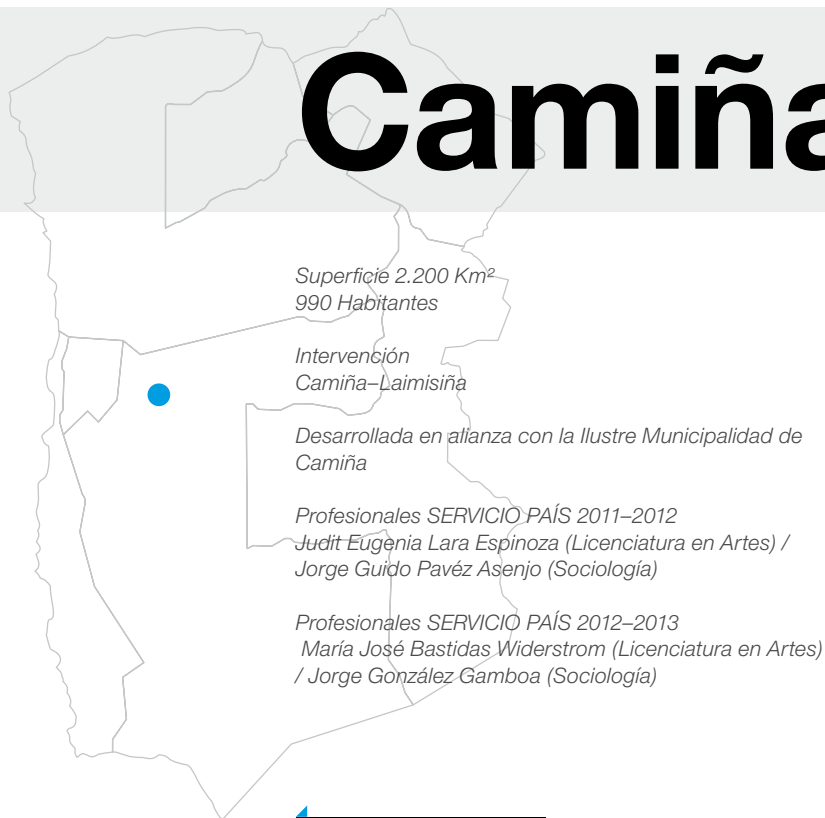 Camiña
Superficie 2.200 Km²
990 Habitantes
Intervención
Camiña–Laimisiña
Desarrollada en alianza con la Ilustre Municipalidad de
Camiña
Profesionales SERVICIO PAÍS 2011–2012
Judit Eugenia Lara Espinoza (Licenciatura en Artes) /
Jorge Guido Pavéz Asenjo (Sociología)
Profesionales SERVICIO PAÍS 2012–2013
María José Bastidas Widerstrom (Licenciatura en Artes)
/ Jorge González Gamboa (Sociología)